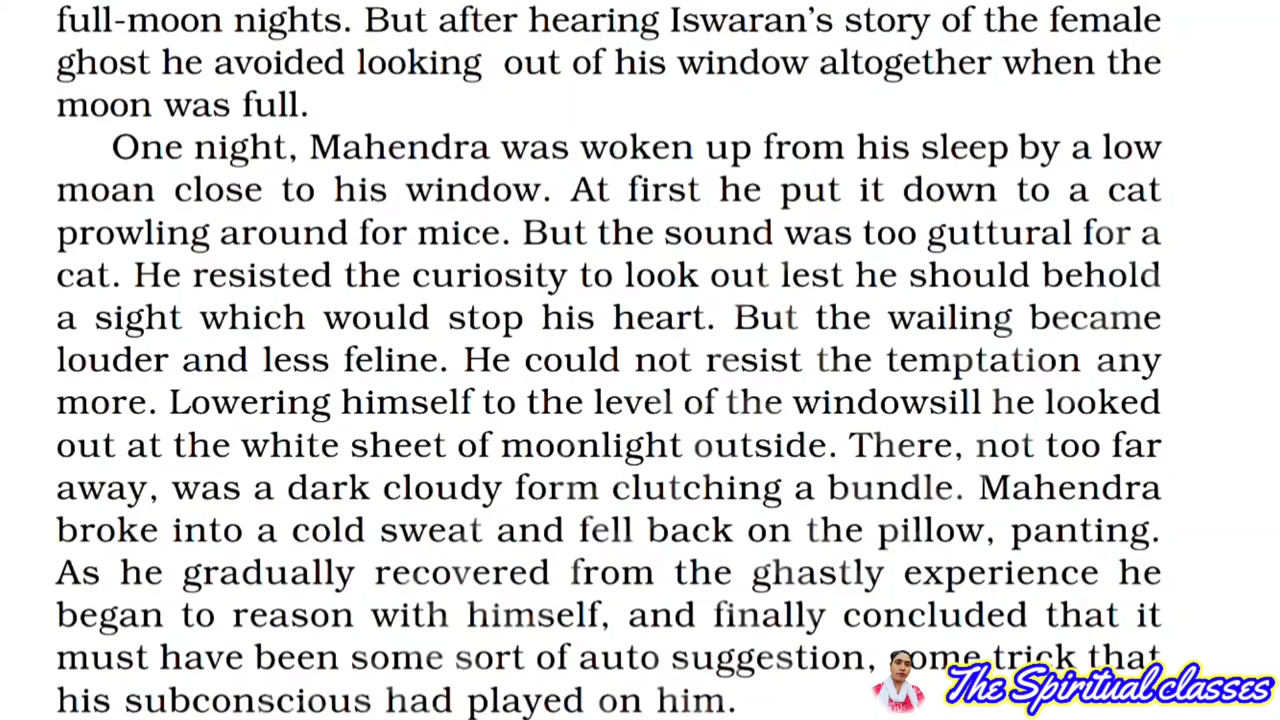 full-moon nights. But after hearing Iswaran’s story of the female
ghost he avoided looking out of his window altogether when the
moon was full.
One night, Mahendra was woken up from his sleep by a low
moan close to his window. At first he put it down to a cat
prowling around for mice. But the sound was too guttural for a
cat. He resisted the curiosity to look out lest he should behold
a sight which would stop his heart. But the wailing became
louder and less feline. He could not resist the temptation any
more. Lowering himself to the level of the windowsill he looked
out at the white sheet of moonlight outside. There, not too far
away, was a dark cloudy form clutching a bundle. Mahendra
broke into a cold sweat and fell back on the pillow, panting.
As he gradually recovered from the ghastly experience he
began to reason with himself, and finally concluded that it
must have been some sort of auto suggestion, some trick that
his subconscious had played on him.
The Spiritual classes